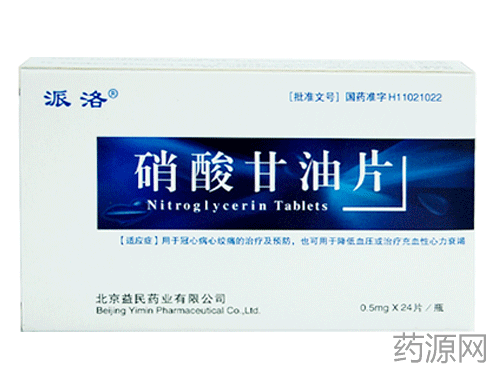 派洛®
[批准文号] 国药准字H11021022
硝酸甘油片
Nitroglycerin Tablets
【适应症】用于冠心病心绞痛的治疗及预防，也可用于降低血压或治疗充血性心力衰竭
北京益民药业有限公司
Beijing Yimin Pharmaceutical Co.,Ltd.
0.5mg X 24片/瓶
药源网